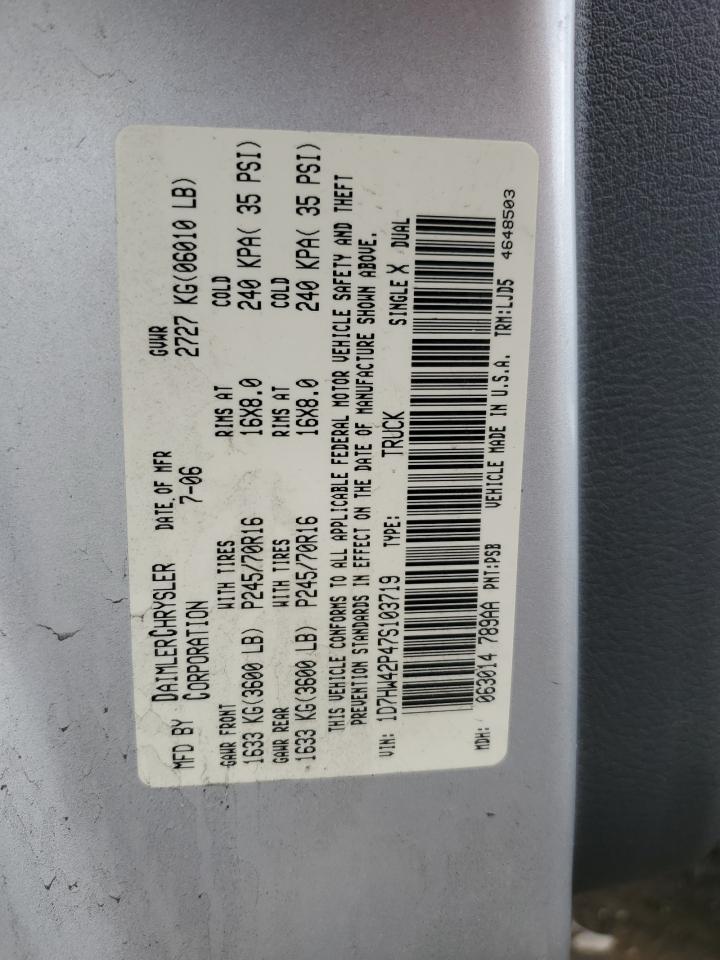 MFD BY DAIMLERCHRYSLER CORPORATION DATE OF MFR 7-06 GVWR 2727 KG(06010 LB)
GAWR FRONT WITH TIRES RIMS AT COLD
1633 KG(3600 LB) P245/70R16 16X8.0 240 KPA( 35 PSI)
GAWR REAR WITH TIRES RIMS AT COLD
1633 KG(3600 LB) P245/70R16 16X8.0 240 KPA( 35 PSI)
THIS VEHICLE CONFORMS TO ALL APPLICABLE FEDERAL MOTOR VEHICLE SAFETY AND THEFT
PREVENTION STANDARDS IN EFFECT ON THE DATE OF MANUFACTURE SHOWN ABOVE.
VIN: 1D7HW42P47S103719 TYPE: TRUCK SINGLE X DUAL
MDH: 063014 789AA PNT:PSB VEHICLE MADE IN U.S.A. TRM:LJD5 4648503